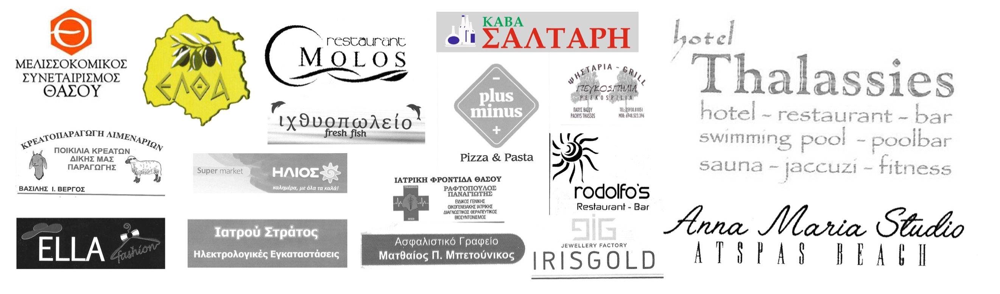 ΜΕΛΙΣΣΟΚΟΜΙΚΟΣ
ΣΥΝΕΤΑΙΡΙΣΜΟΣ
ΘΑΣΟΥ
ΕΛΘΑ
restaurant
MOLOS
ΚΑΒΑ
ΣΑΛΤΑΡΗ
hotel
Thalassies
hotel - restaurant - bar
swimming pool - poolbar
sauna - jaccuzi - fitness
ιχθυοπωλείο
fresh fish
-
plus
minus
+
Pizza & Pasta
ΨΗΣΤΑΡΙΑ - GRILL
ΠΕΥΚΟΣΠΗΛΙΑ
PEFKOSPILIA
ΠΑΧΥΣ ΘΑΣΟΥ
PACHYS THASSOS
TEL: 25930.81051
MOB: 6948.523.396
ΚΡΕΑΤΟΠΑΡΑΓΩΓΗ ΛΙΜΕΝΑΡΙΩΝ
ΠΟΙΚΙΛΙΑ ΚΡΕΑΤΩΝ
ΔΙΚΗΣ ΜΑΣ
ΠΑΡΑΓΩΓΗΣ
ΒΑΣΙΛΗΣ Ι. ΒΕΡΓΟΣ
Super market
ΗΛΙΟΣ
καλημέρα, με όλα τα καλά!
rodolfo's
Restaurant - Bar
ΙΑΤΡΙΚΗ ΦΡΟΝΤΙΔΑ ΘΑΣΟΥ
THASSOS
MED
ΡΑΦΤΟΠΟΥΛΟΣ
ΠΑΝΑΓΙΩΤΗΣ
ΕΙΔΙΚΟΣ ΓΕΝΙΚΗΣ
ΟΙΚΟΓΕΝΕΙΑΚΗΣ ΙΑΤΡΙΚΗΣ
ΔΙΑΓΝΩΣΤΙΚΟΣ ΘΕΡΑΠΕΥΤΙΚΟΣ
ΒΙΟΣΥΝΤΟΝΙΣΜΟΣ
ELLA
fashion
Ιατρού Στράτος
Ηλεκτρολογικές Εγκαταστάσεις
Ασφαλιστικό Γραφείο
Ματθαίος Π. Μπετούνικος
JEWELLERY FACTORY
IRISGOLD
Anna Maria Studio
ATSPAS BEACH